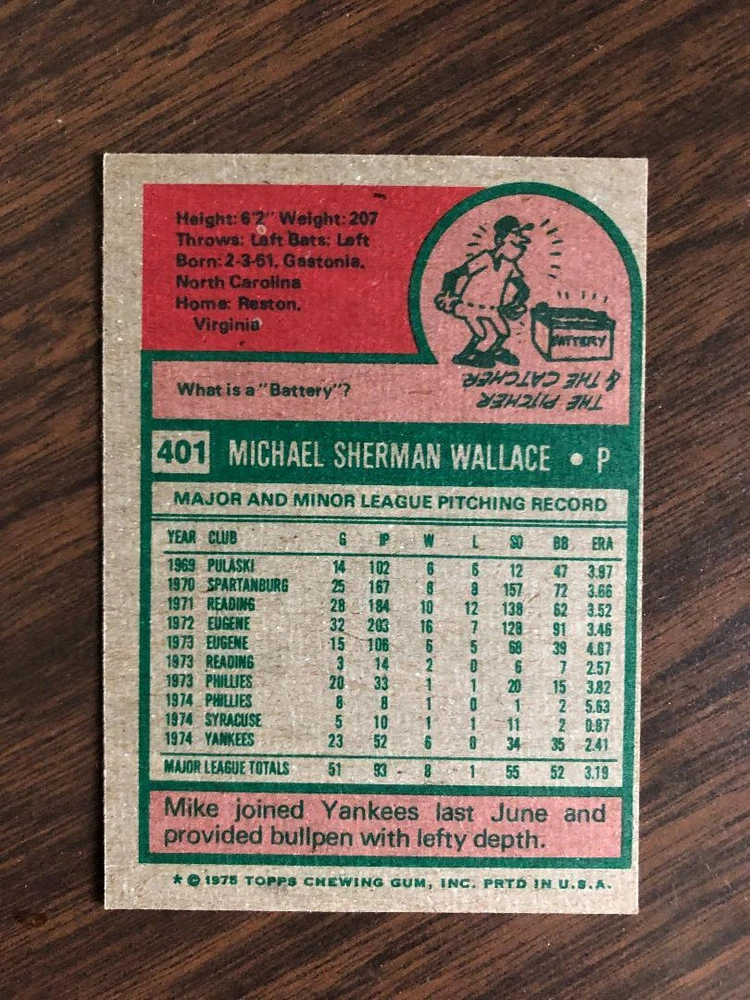 Height: 6'2" Weight: 207
Throws: Left Bats: Left
Born: 2-3-51, Gastonia,
North Carolina
Home: Reston,
Virginia
BATTERY
What is a "Battery"?
THE PITCHER
& THE CATCHER
401 MICHAEL SHERMAN WALLACE • P
MAJOR AND MINOR LEAGUE PITCHING RECORD
YEAR CLUB G IP W L SO BB ERA
1969 PULASKI 14 102 6 6 12 47 3.97
1970 SPARTANBURG 25 167 8 9 157 72 3.66
1971 READING 28 184 10 12 138 62 3.52
1972 EUGENE 32 203 16 7 129 91 3.46
1973 EUGENE 15 106 6 5 68 39 4.67
1973 READING 3 14 2 0 6 7 2.57
1973 PHILLIES 20 33 1 1 20 15 3.82
1974 PHILLIES 8 8 1 0 1 2 5.63
1974 SYRACUSE 5 10 1 1 11 2 0.87
1974 YANKEES 23 52 6 0 34 35 2.41
MAJOR LEAGUE TOTALS 51 93 8 1 55 52 3.19
Mike joined Yankees last June and
provided bullpen with lefty depth.
* © 1975 TOPPS CHEWING GUM, INC. PRTD IN U.S.A.